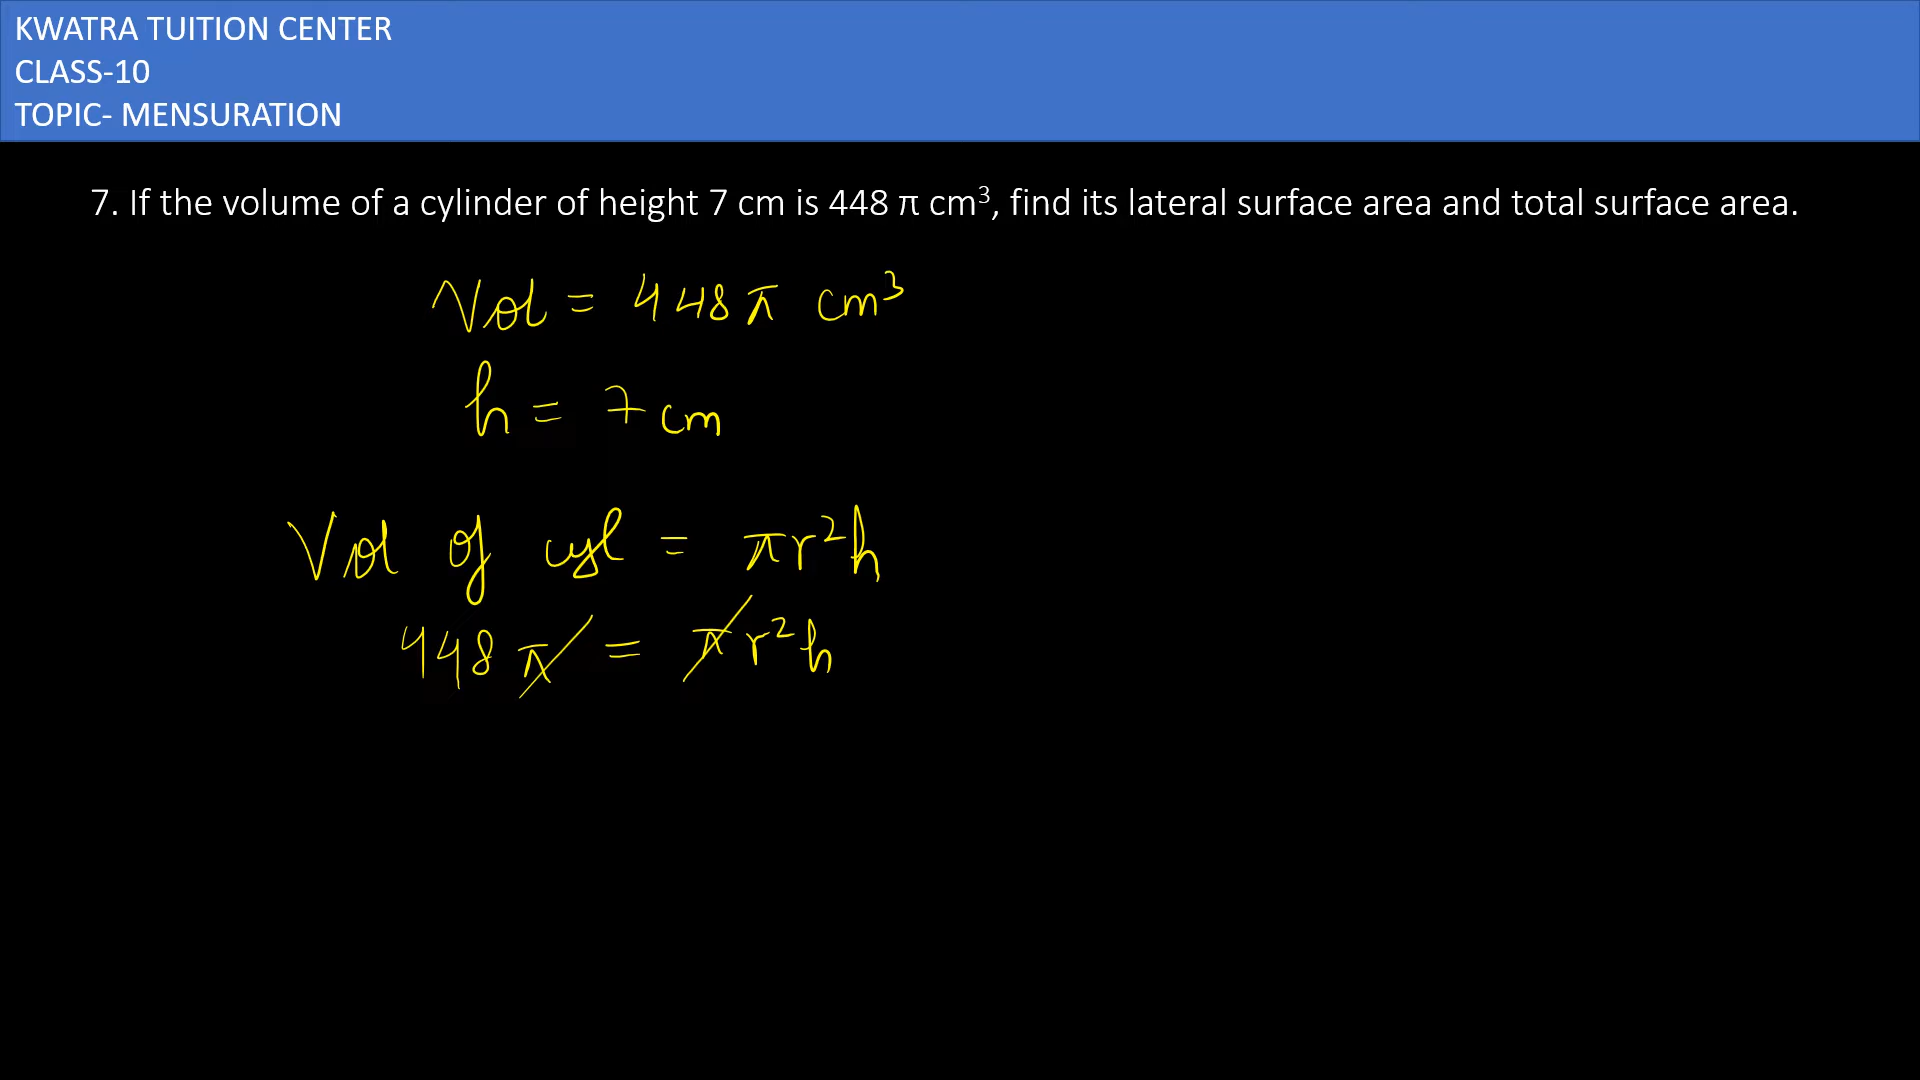 KWATRA TUITION CENTER
CLASS-10
TOPIC- MENSURATION
7. If the volume of a cylinder of height 7 cm is 448 π cm³, find its lateral surface area and total surface area.
Vol = 448 π cm³
h = 7 cm
Vol of cyl = πr²h
448 π = πr²h